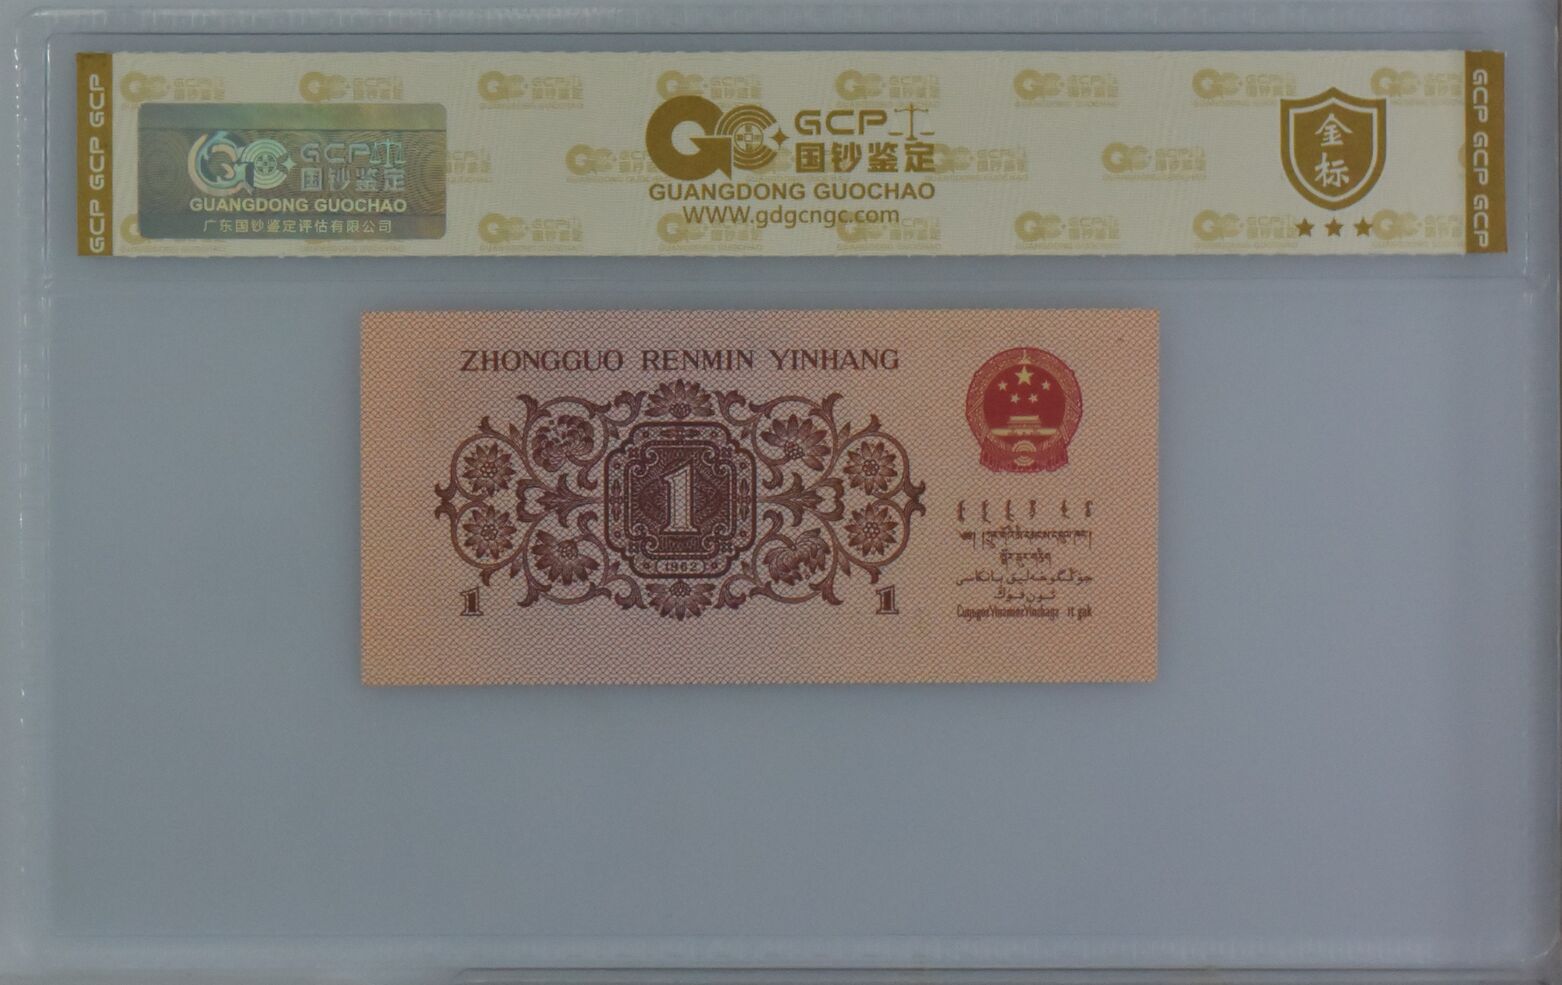 GCP GCP GCP
GCP
国钞鉴定
GUANGDONG GUOCHAO
广东国钞鉴定评估有限公司
GCP
国钞鉴定
GUANGDONG GUOCHAO
WWW.gdgcngc.com
金
标
GCP GCP GCP
ZHONGGUO RENMIN YINHANG
1
1962
1
1